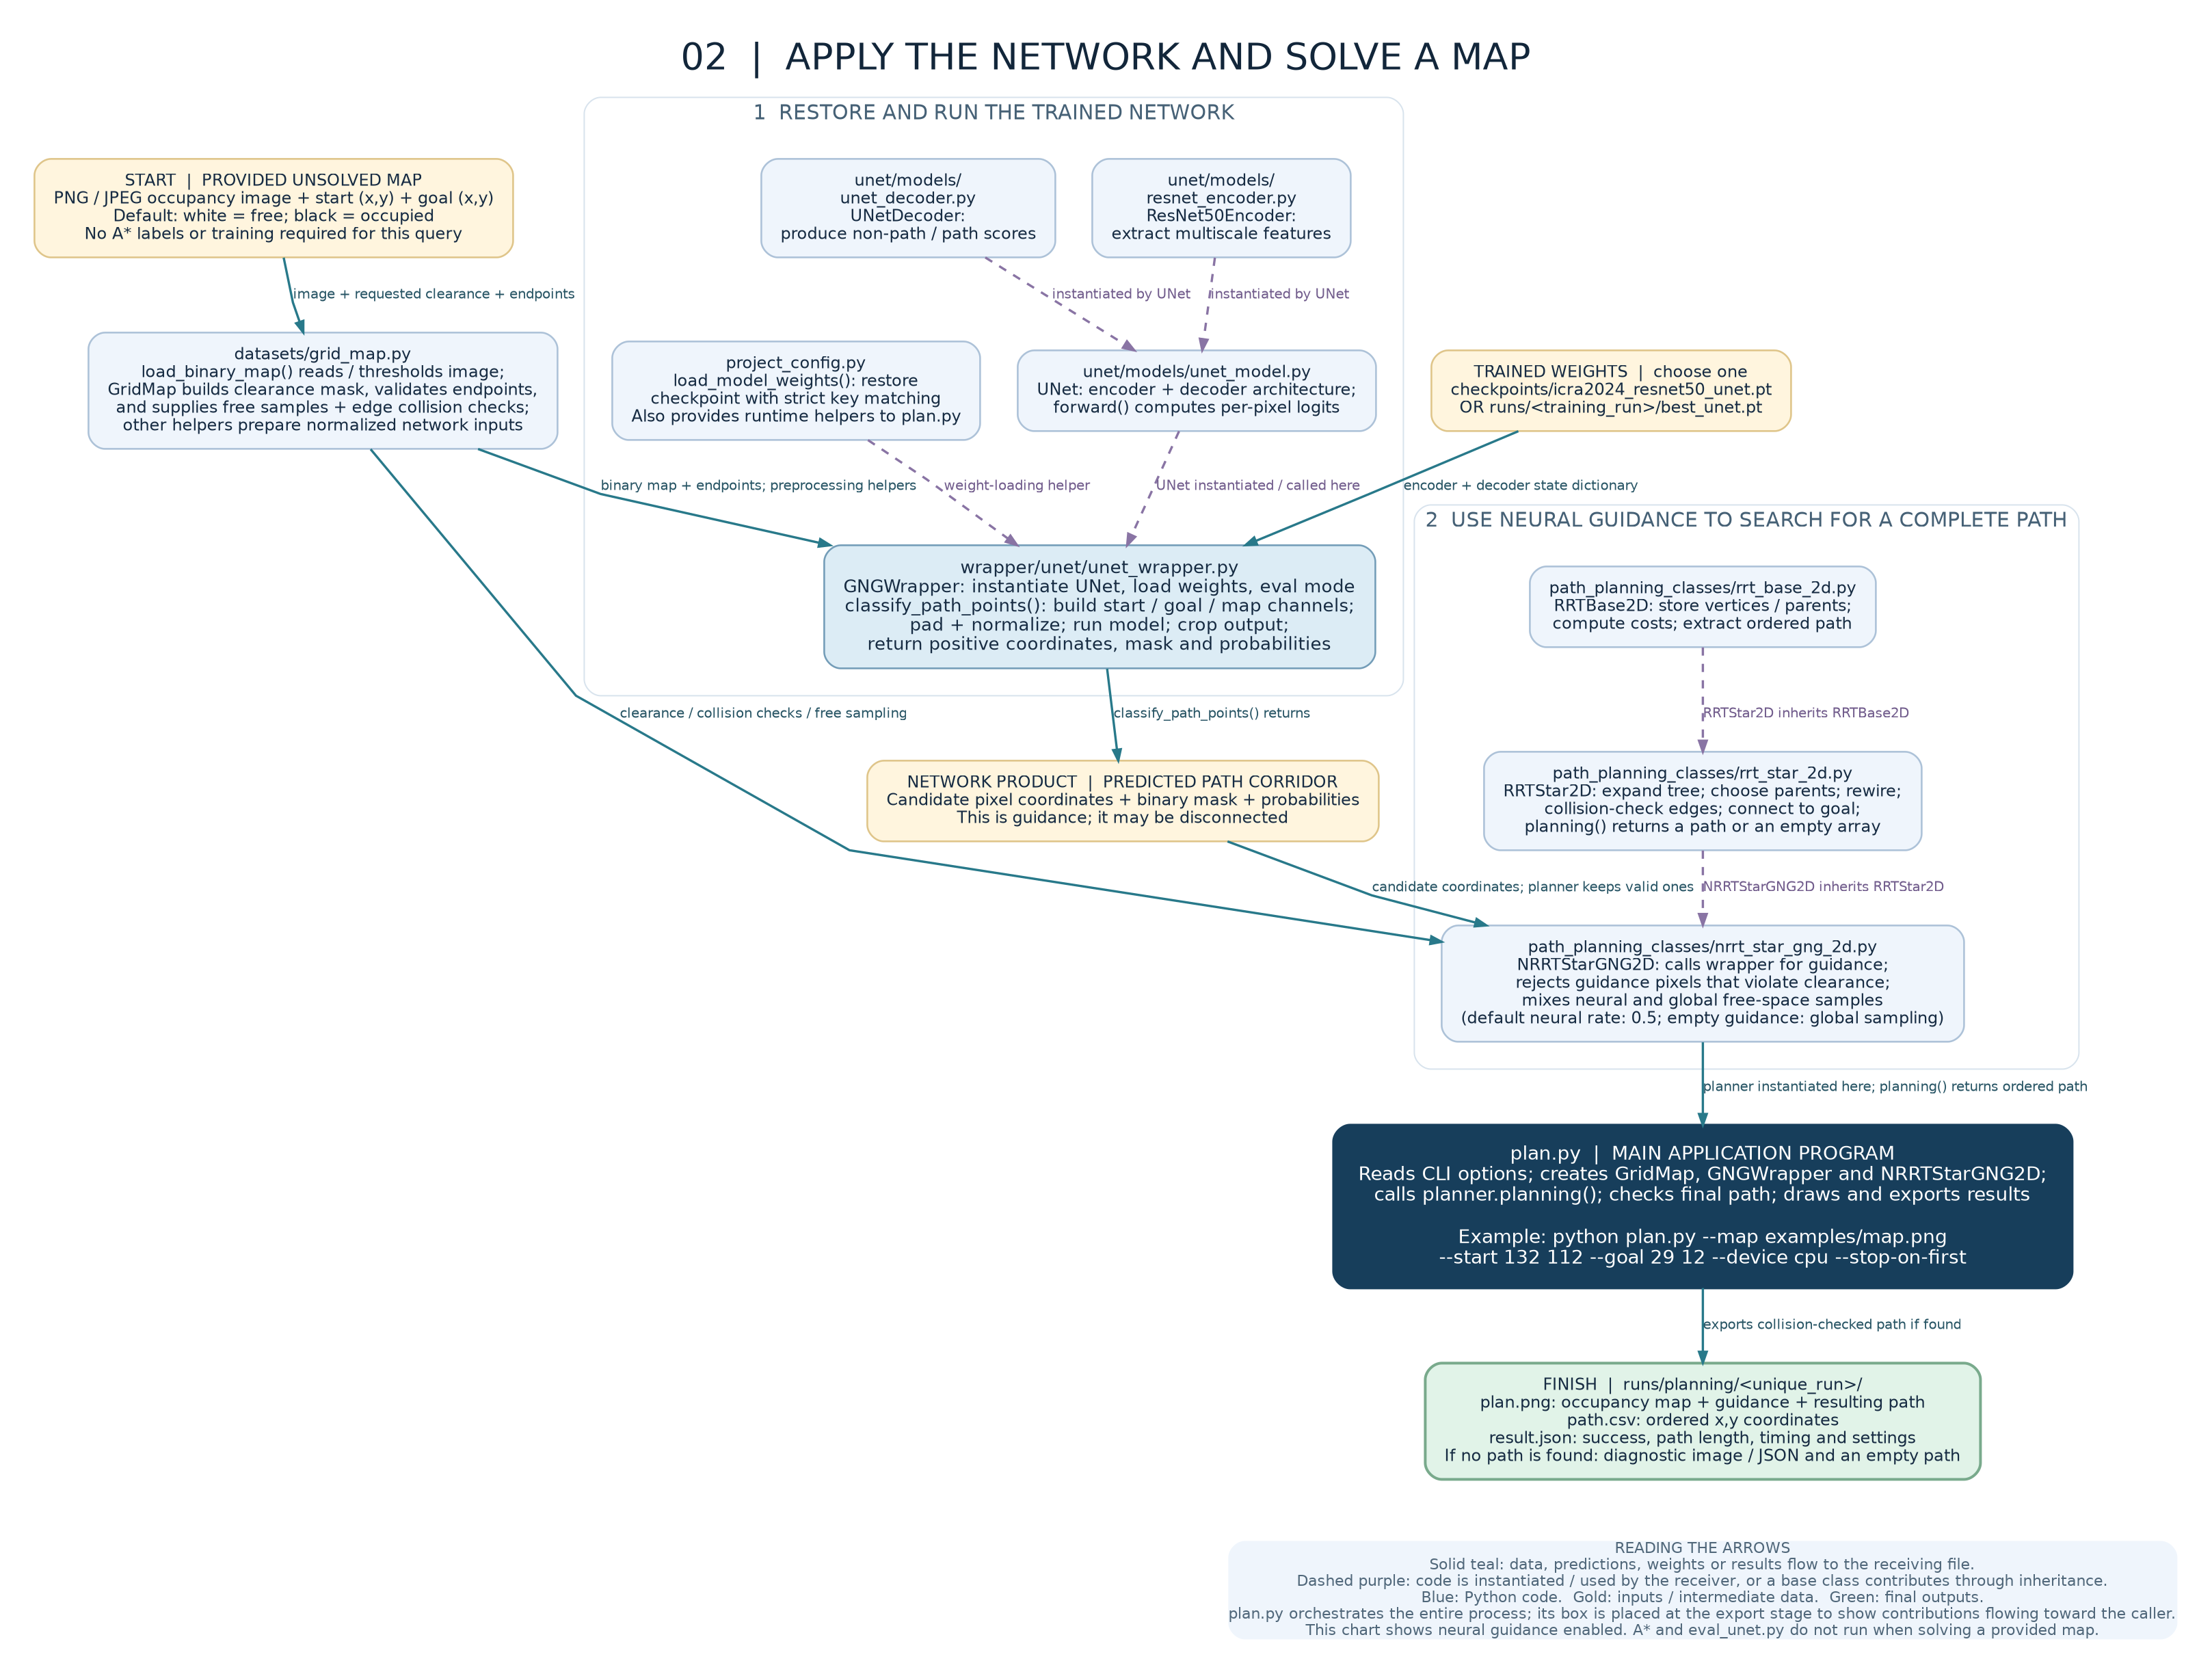 02 | APPLY THE NETWORK AND SOLVE A MAP
1 RESTORE AND RUN THE TRAINED NETWORK
START | PROVIDED UNSOLVED MAP
PNG / JPEG occupancy image + start (x,y) + goal (x,y)
Default: white = free; black = occupied
No A* labels or training required for this query
unet/models/
unet_decoder.py
UNetDecoder:
produce non-path / path scores
unet/models/
resnet_encoder.py
ResNet50Encoder:
extract multiscale features
image + requested clearance + endpoints
instantiated by UNet
instantiated by UNet
datasets/grid_map.py
load_binary_map() reads / thresholds image;
GridMap builds clearance mask, validates endpoints,
and supplies free samples + edge collision checks;
other helpers prepare normalized network inputs
project_config.py
load_model_weights(): restore
checkpoint with strict key matching
Also provides runtime helpers to plan.py
unet/models/unet_model.py
UNet: encoder + decoder architecture;
forward() computes per-pixel logits
TRAINED WEIGHTS | choose one
checkpoints/icra2024_resnet50_unet.pt
OR runs/<training_run>/best_unet.pt
binary map + endpoints; preprocessing helpers
weight-loading helper
UNet instantiated / called here
encoder + decoder state dictionary
2 USE NEURAL GUIDANCE TO SEARCH FOR A COMPLETE PATH
wrapper/unet/unet_wrapper.py
GNGWrapper: instantiate UNet, load weights, eval mode
classify_path_points(): build start / goal / map channels;
pad + normalize; run model; crop output;
return positive coordinates, mask and probabilities
path_planning_classes/rrt_base_2d.py
RRTBase2D: store vertices / parents;
compute costs; extract ordered path
clearance / collision checks / free sampling
classify_path_points() returns
RRTStar2D inherits RRTBase2D
NETWORK PRODUCT | PREDICTED PATH CORRIDOR
Candidate pixel coordinates + binary mask + probabilities
This is guidance; it may be disconnected
path_planning_classes/rrt_star_2d.py
RRTStar2D: expand tree; choose parents; rewire;
collision-check edges; connect to goal;
planning() returns a path or an empty array
candidate coordinates; planner keeps valid ones
NRRTStarGNG2D inherits RRTStar2D
path_planning_classes/nrrt_star_gng_2d.py
NRRTStarGNG2D: calls wrapper for guidance;
rejects guidance pixels that violate clearance;
mixes neural and global free-space samples
(default neural rate: 0.5; empty guidance: global sampling)
planner instantiated here; planning() returns ordered path
plan.py | MAIN APPLICATION PROGRAM
Reads CLI options; creates GridMap, GNGWrapper and NRRTStarGNG2D;
calls planner.planning(); checks final path; draws and exports results
Example: python plan.py --map examples/map.png
--start 132 112 --goal 29 12 --device cpu --stop-on-first
exports collision-checked path if found
FINISH | runs/planning/<unique_run>/
plan.png: occupancy map + guidance + resulting path
path.csv: ordered x,y coordinates
result.json: success, path length, timing and settings
If no path is found: diagnostic image / JSON and an empty path
READING THE ARROWS
Solid teal: data, predictions, weights or results flow to the receiving file.
Dashed purple: code is instantiated / used by the receiver, or a base class contributes through inheritance.
Blue: Python code. Gold: inputs / intermediate data. Green: final outputs.
plan.py orchestrates the entire process; its box is placed at the export stage to show contributions flowing toward the caller.
This chart shows neural guidance enabled. A* and eval_unet.py do not run when solving a provided map.